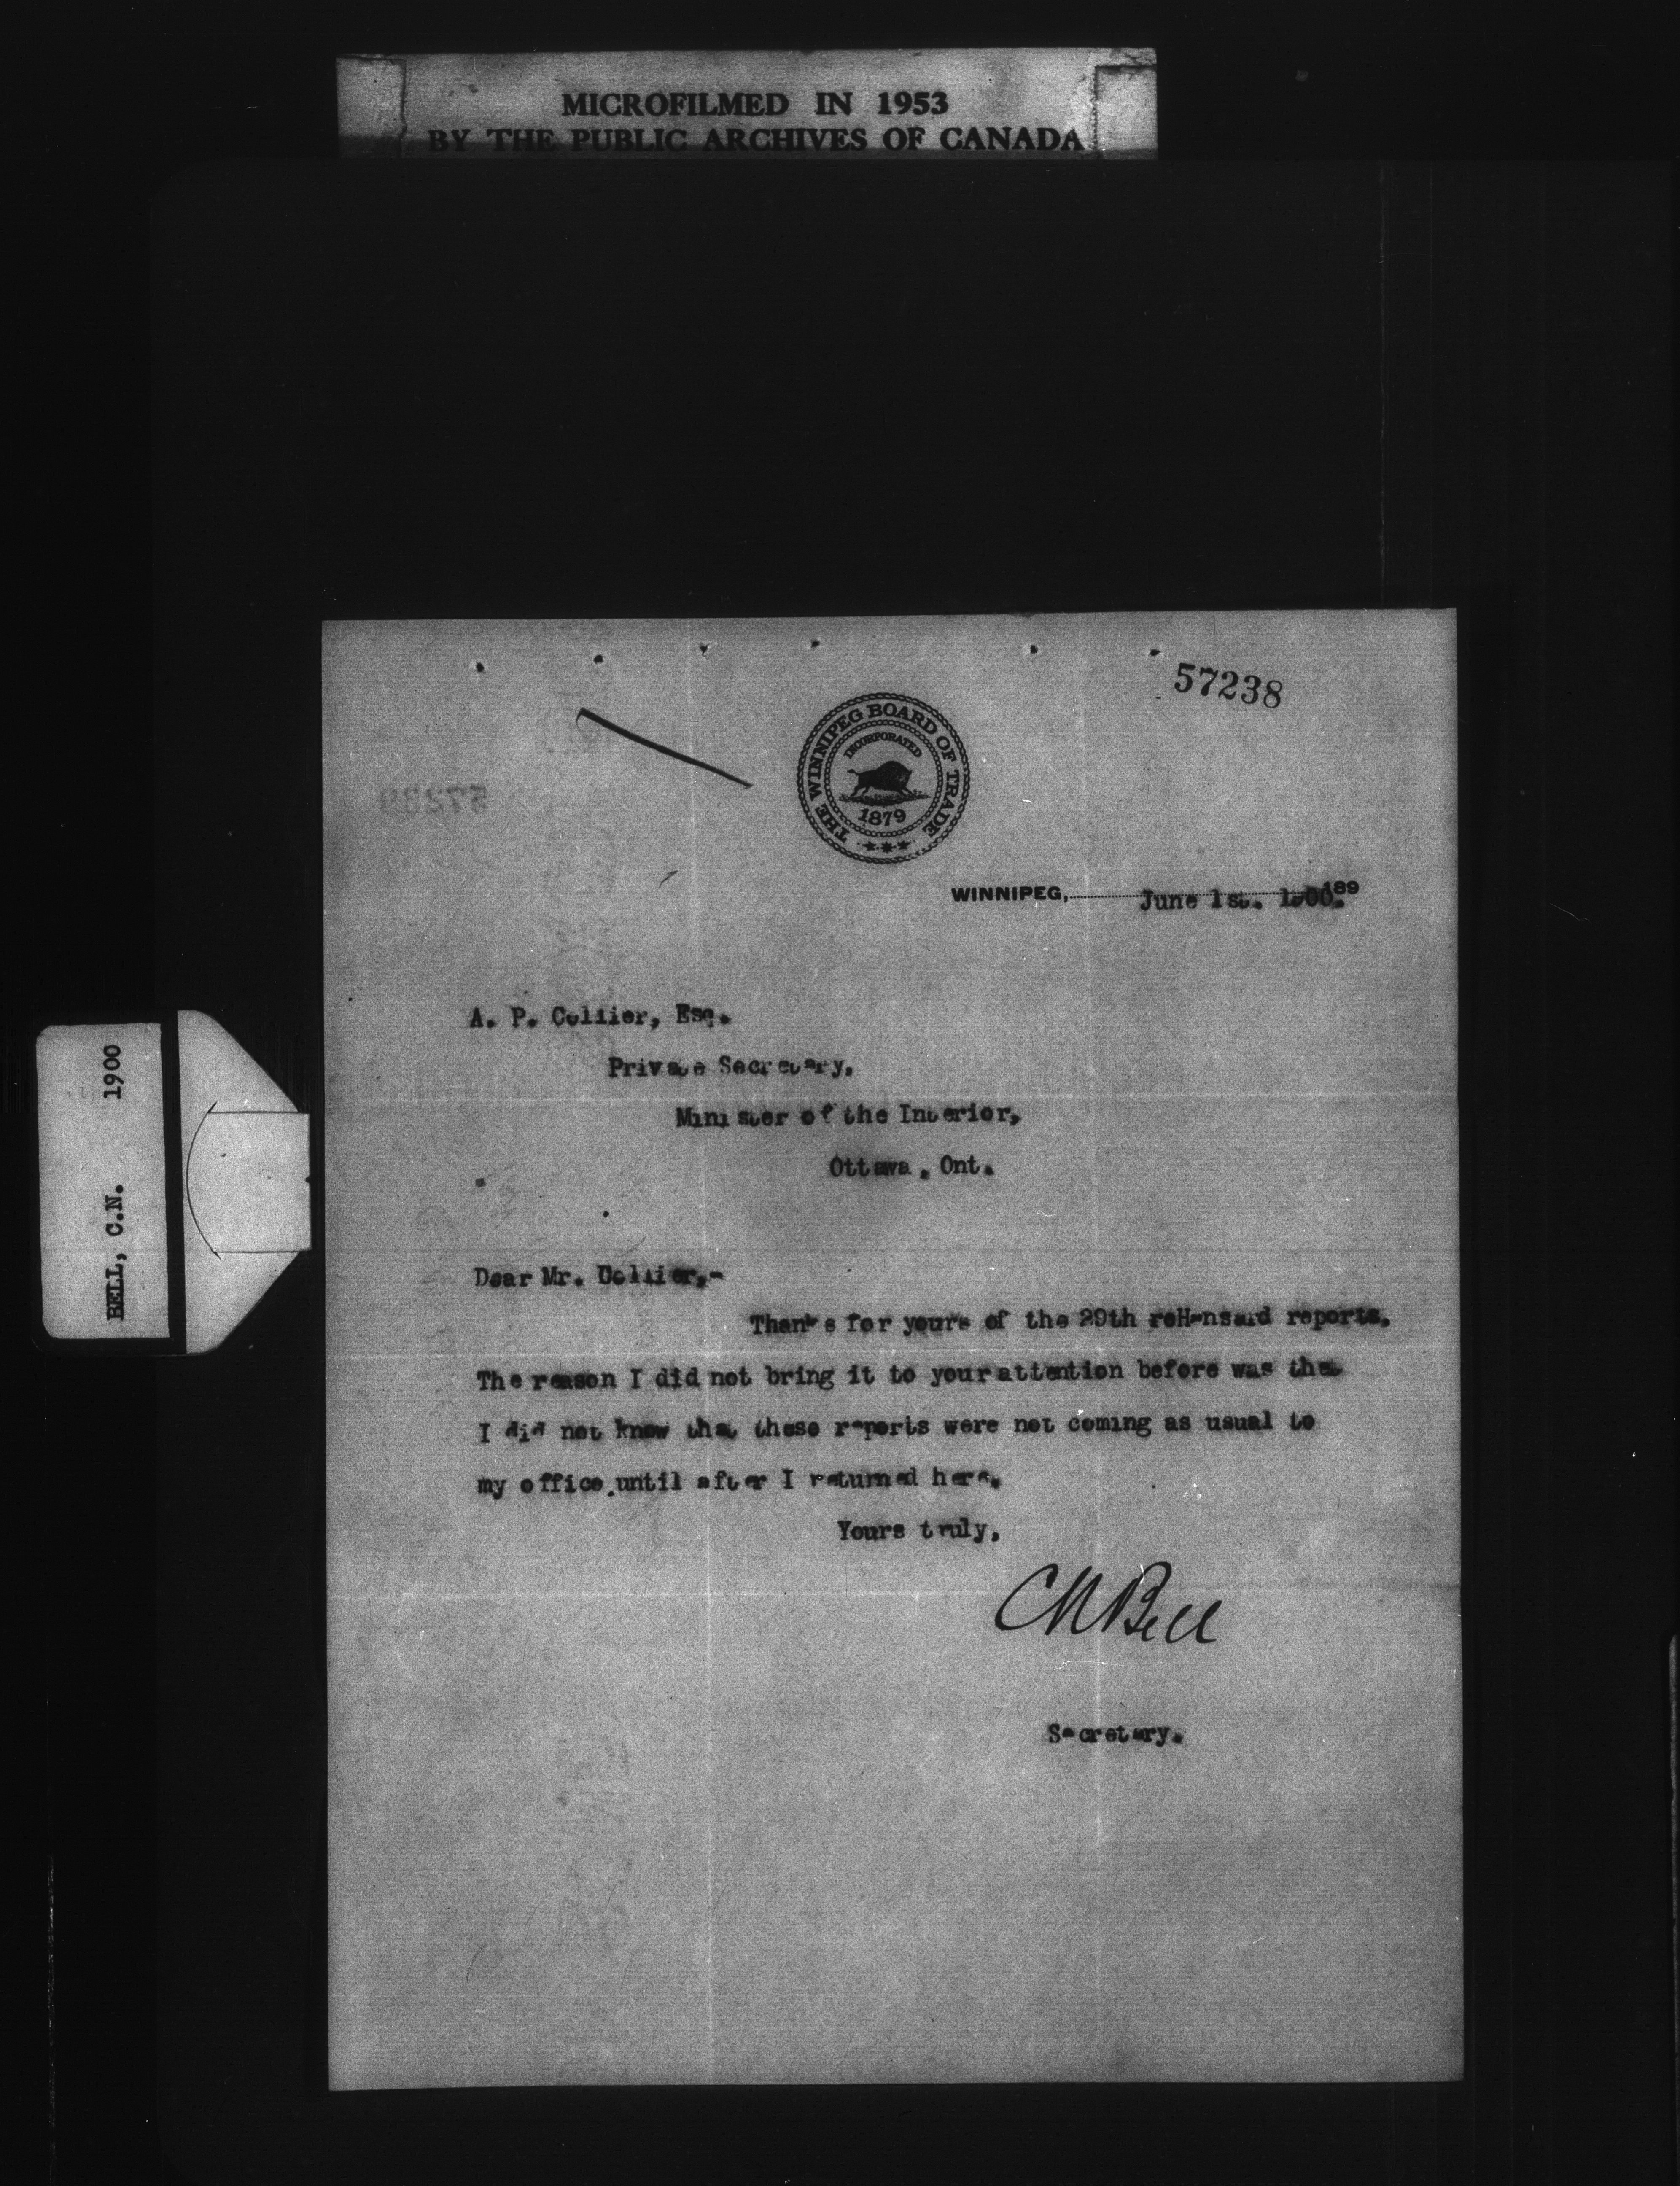 MICROFILMED IN 1953
BY THE PUBLIC ARCHIVES OF CANADA
57238
THE WINNIPEG BOARD OF TRADE
INCORPORATED
1879
57239
WINNIPEG, June 1st. 1900. 189
A. P. Collier, Esq.
Private Secretary,
Minister of the Interior,
Ottawa, Ont.
BELL, C.N. 1900
Dear Mr. Collier,-
Thanks for yours of the 29th reHansard reports.
The reason I did not bring it to your attention before was that
I did not know that these reports were not coming as usual to
my office,until after I returned here.
Yours truly,
C N Bell
Secretary.